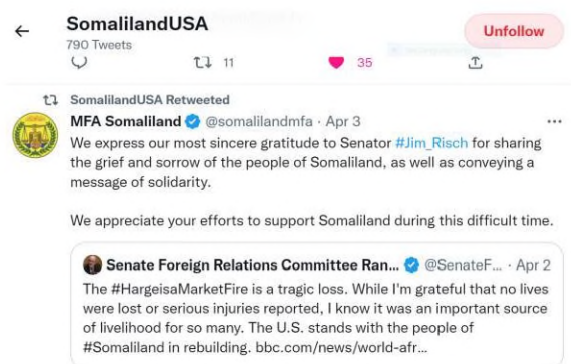 SomalilandUSA
790 Tweets
Unfollow
11
35
SomalilandUSA Retweeted
MFA Somaliland @somalilandmfa · Apr 3
We express our most sincere gratitude to Senator #Jim_Risch for sharing
the grief and sorrow of the people of Somaliland, as well as conveying a
message of solidarity.
We appreciate your efforts to support Somaliland during this difficult time.
Senate Foreign Relations Committee Ran... @SenateF... · Apr 2
The #HargeisaMarketFire is a tragic loss. While I'm grateful that no lives
were lost or serious injuries reported, I know it was an important source
of livelihood for so many. The U.S. stands with the people of
#Somaliland in rebuilding. bbc.com/news/world-afr...